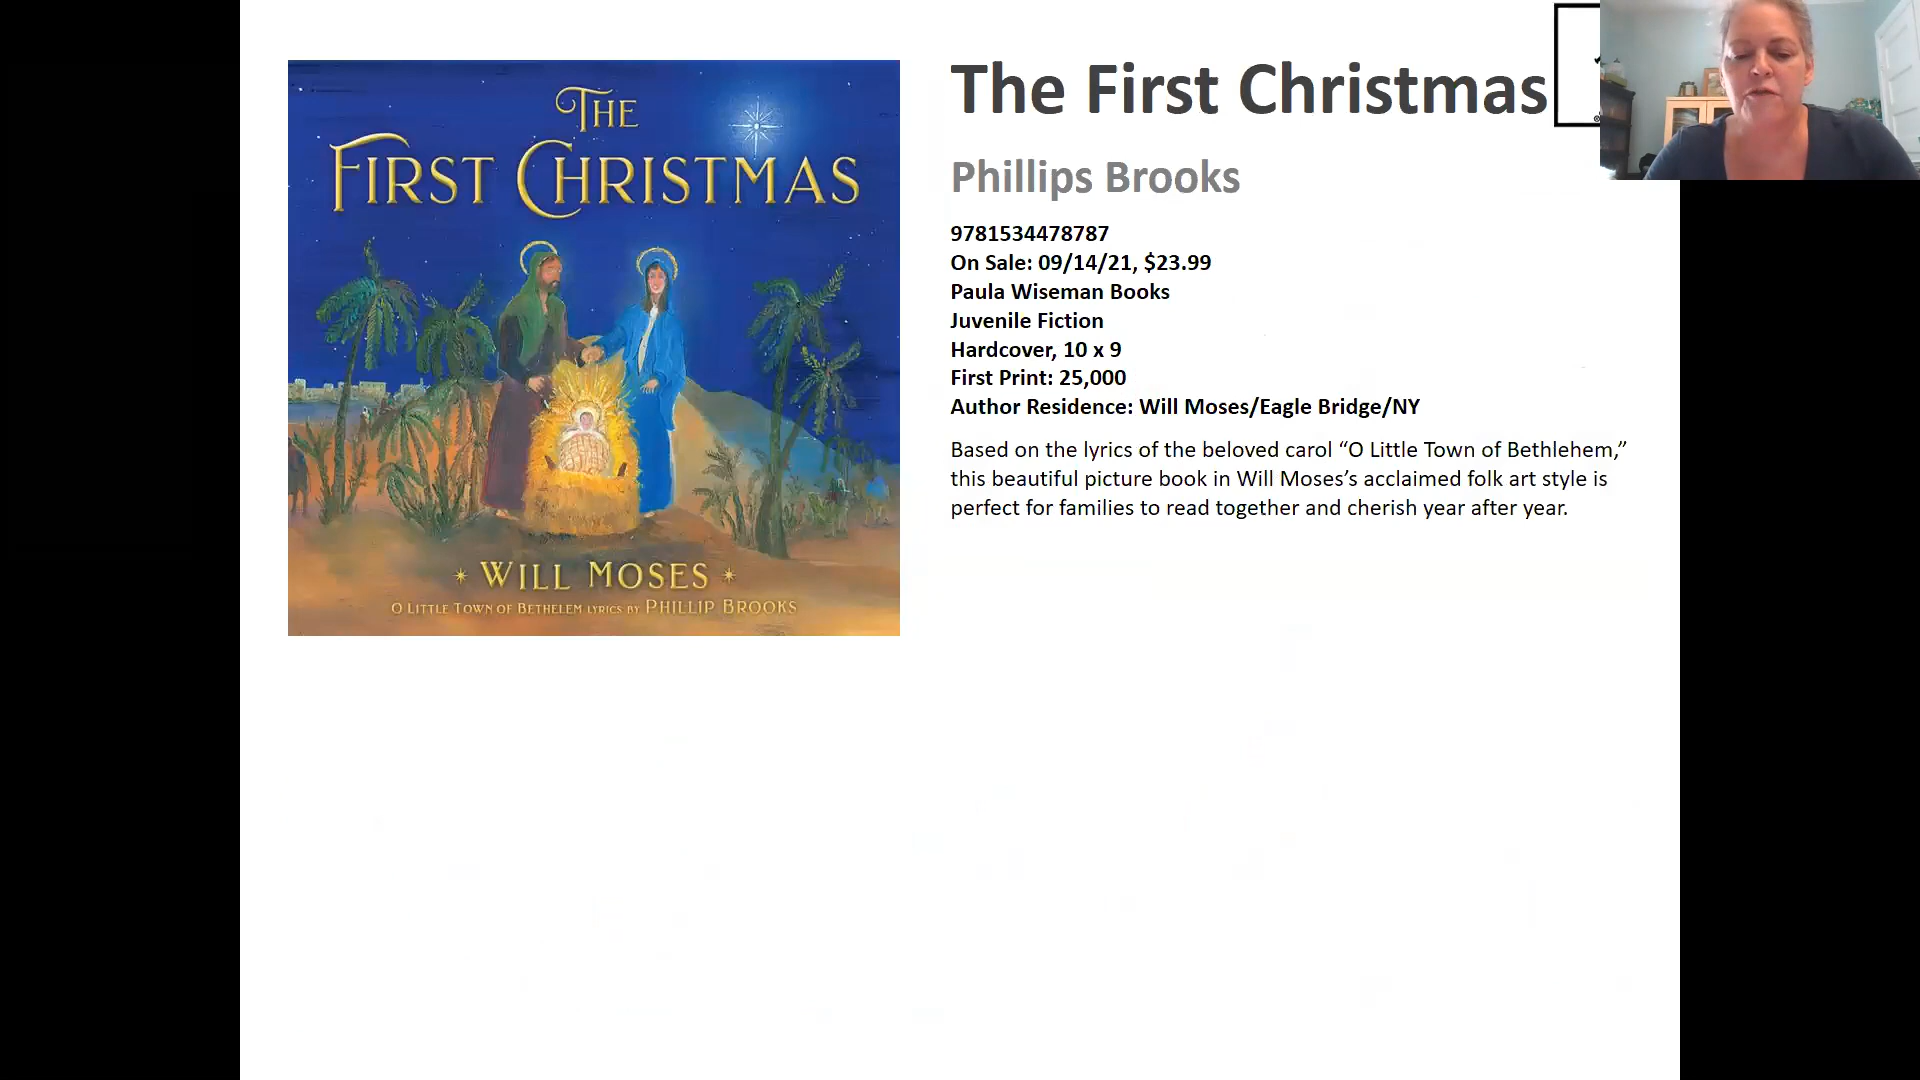 THE
FIRST CHRISTMAS
WILL MOSES
O LITTLE TOWN OF BETHELEM LYRICS BY PHILLIP BROOKS
The First Christmas
Phillips Brooks
9781534478787
On Sale: 09/14/21, $23.99
Paula Wiseman Books
Juvenile Fiction
Hardcover, 10 x 9
First Print: 25,000
Author Residence: Will Moses/Eagle Bridge/NY
Based on the lyrics of the beloved carol “O Little Town of Bethlehem,”
this beautiful picture book in Will Moses’s acclaimed folk art style is
perfect for families to read together and cherish year after year.